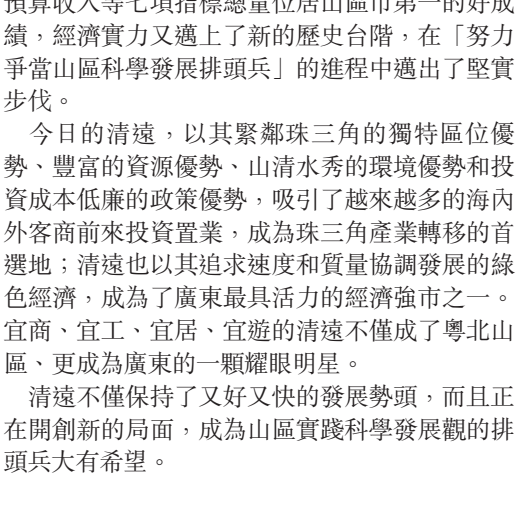 預算收入等七項指標總量位居山區市第一的好成
績，經濟實力又邁上了新的歷史台階，在「努力
爭當山區科學發展排頭兵」的進程中邁出了堅實
步伐。
今日的清遠，以其緊鄰珠三角的獨特區位優
勢、豐富的資源優勢、山清水秀的環境優勢和投
資成本低廉的政策優勢，吸引了越來越多的海內
外客商前來投資置業，成為珠三角產業轉移的首
選地；清遠也以其追求速度和質量協調發展的綠
色經濟，成為了廣東最具活力的經濟強市之一。
宜商、宜工、宜居、宜遊的清遠不僅成了粵北山
區、更成為廣東的一顆耀眼明星。
清遠不僅保持了又好又快的發展勢頭，而且正
在開創新的局面，成為山區實踐科學發展觀的排
頭兵大有希望。